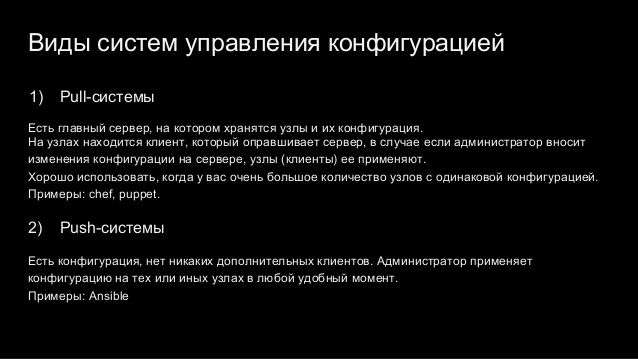 Виды систем управления конфигурацией
1) Pull-системы
Есть главный сервер, на котором хранятся узлы и их конфигурация.
На узлах находится клиент, который оправшивает сервер, в случае если администратор вносит
изменения конфигурации на сервере, узлы (клиенты) ее применяют.
Хорошо использовать, когда у вас очень большое количество узлов с одинаковой конфигурацией.
Примеры: chef, puppet.
2) Push-системы
Есть конфигурация, нет никаких дополнительных клиентов. Администратор применяет
конфигурацию на тех или иных узлах в любой удобный момент.
Примеры: Ansible